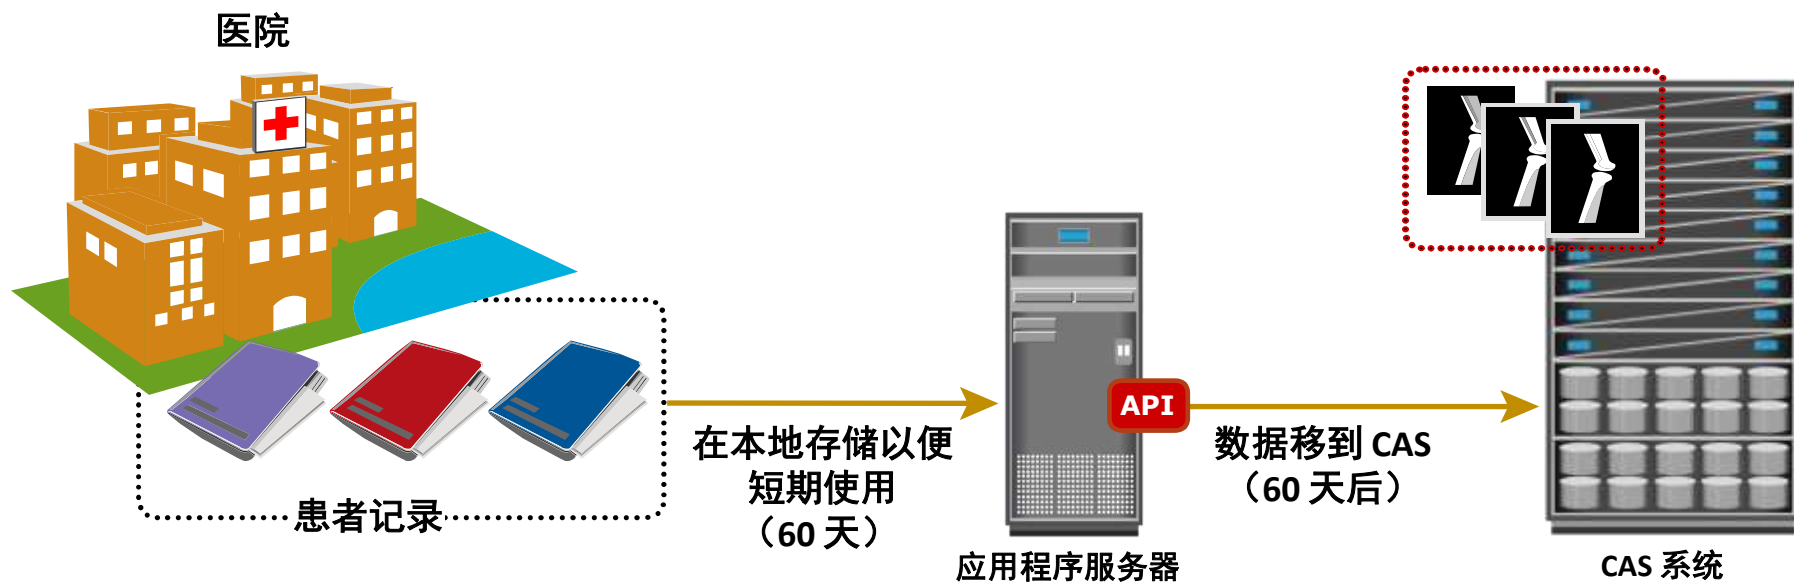 医院
患者记录
在本地存储以便
短期使用
（60 天）
应用程序服务器
API
数据移到 CAS
（60 天后）
CAS 系统